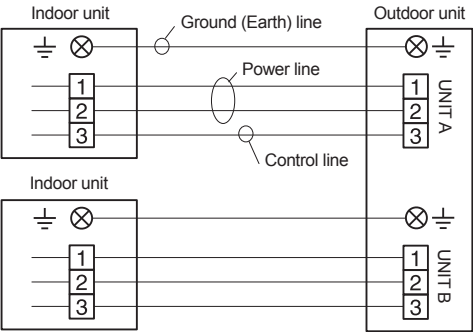 Indoor unit
Outdoor unit
Ground (Earth) line
Power line
1
2
3
1
2
3
UNIT A
Control line
Indoor unit
1
2
3
1
2
3
UNIT B